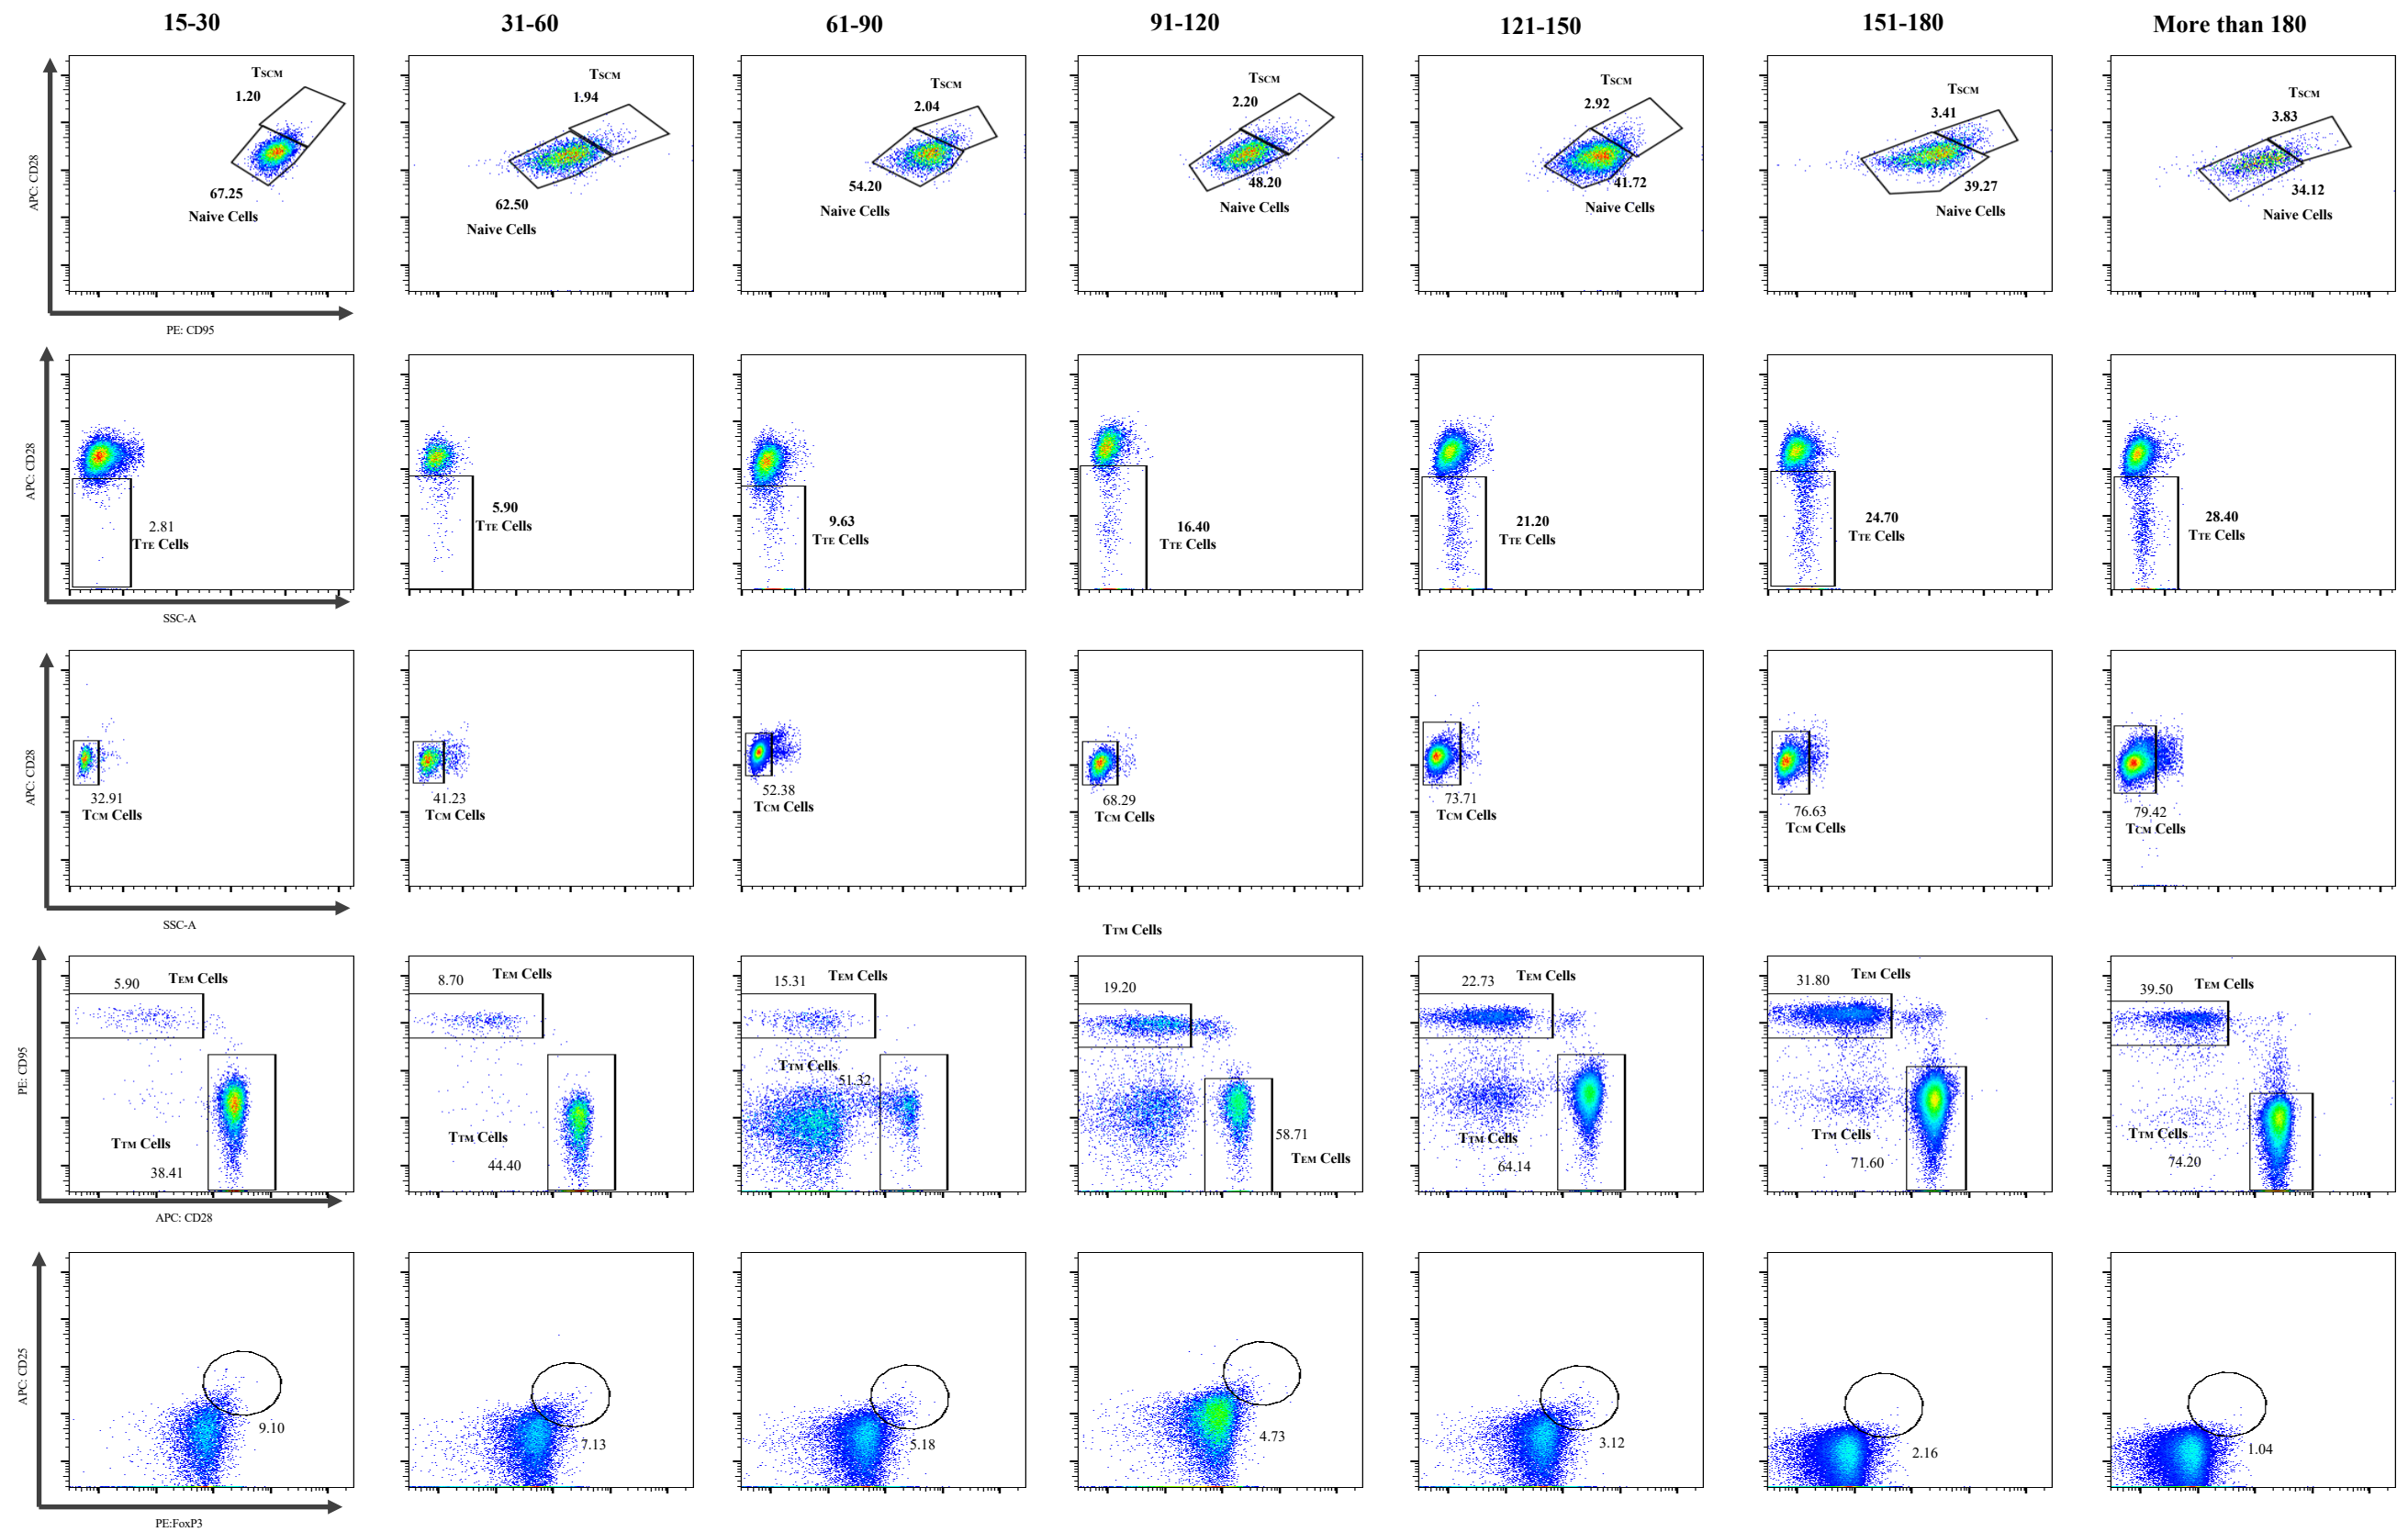 15-30
31-60
61-90
91-120
121-150
151-180
More than 180
APC: CD28
TSCM
1.20
67.25
Naive Cells
TSCM
1.94
62.50
Naive Cells
TSCM
2.04
54.20
Naive Cells
TSCM
2.20
48.20
Naive Cells
TSCM
2.92
41.72
Naive Cells
TSCM
3.41
39.27
Naive Cells
TSCM
3.83
34.12
Naive Cells
PE: CD95
APC: CD28
2.81
TTE Cells
5.90
TTE Cells
9.63
TTE Cells
16.40
TTE Cells
21.20
TTE Cells
24.70
TTE Cells
28.40
TTE Cells
SSC-A
APC: CD28
32.91
TCM Cells
41.23
TCM Cells
52.38
TCM Cells
68.29
TCM Cells
73.71
TCM Cells
76.63
TCM Cells
79.42
TCM Cells
SSC-A
TTM Cells
PE: CD95
5.90
TEM Cells
TTM Cells
38.41
8.70
TEM Cells
TTM Cells
44.40
15.31
TEM Cells
TTM Cells
51.32
19.20
58.71
TEM Cells
22.73
TEM Cells
TTM Cells
64.14
31.80
TEM Cells
TTM Cells
71.60
39.50
TEM Cells
TTM Cells
74.20
APC: CD28
APC: CD25
9.10
7.13
5.18
4.73
3.12
2.16
1.04
PE:FoxP3